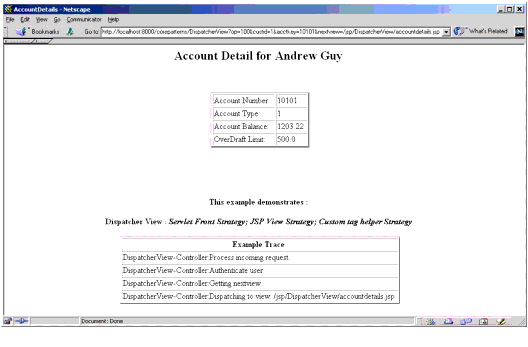 AccountDetails - Netscape
File Edit View Go Communicator Help
Bookmarks Go to: http://localhost:8000/corepatterns/DispatcherView?op=100&custid=1&acctkey=10101&nextview=/jsp/DispatcherView/accountdetails.jsp What's Related
Account Detail for Andrew Guy
Account Number 10101
Account Type: 1
Account Balance: 1203.22
OverDraft Limit: 500.0
This example demonstrates :
Dispatcher View : Servlet Front Strategy; JSP View Strategy; Custom tag helper Strategy
Example Trace
DispatcherView-Controller:Process incoming request.
DispatcherView-Controller:Authenticate user
DispatcherView-Controller:Getting nextview
DispatcherView-Controller:Dispatching to view: /jsp/DispatcherView/accountdetails.jsp
Document: Done